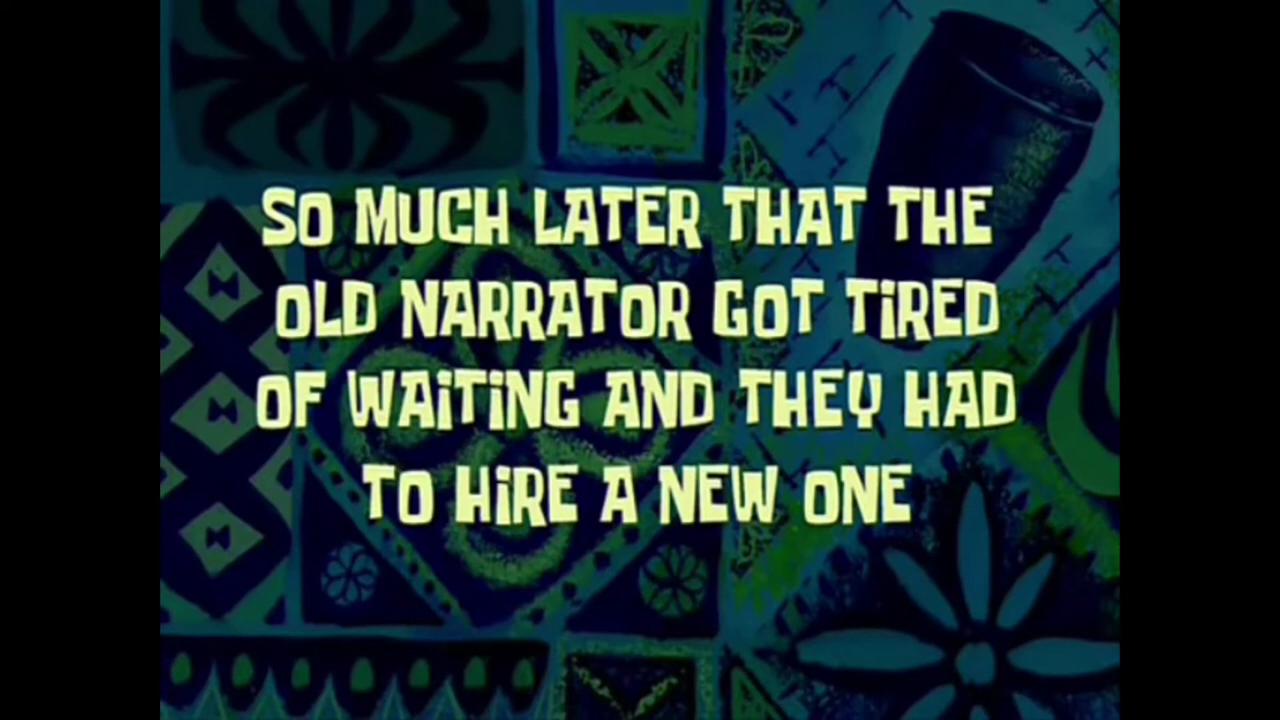 SO MUCH LATER THAT THE
OLD NARRATOR GOT TiRED
OF WAiTiNG AND THEY HAD
TO HiRE A NEW ONE